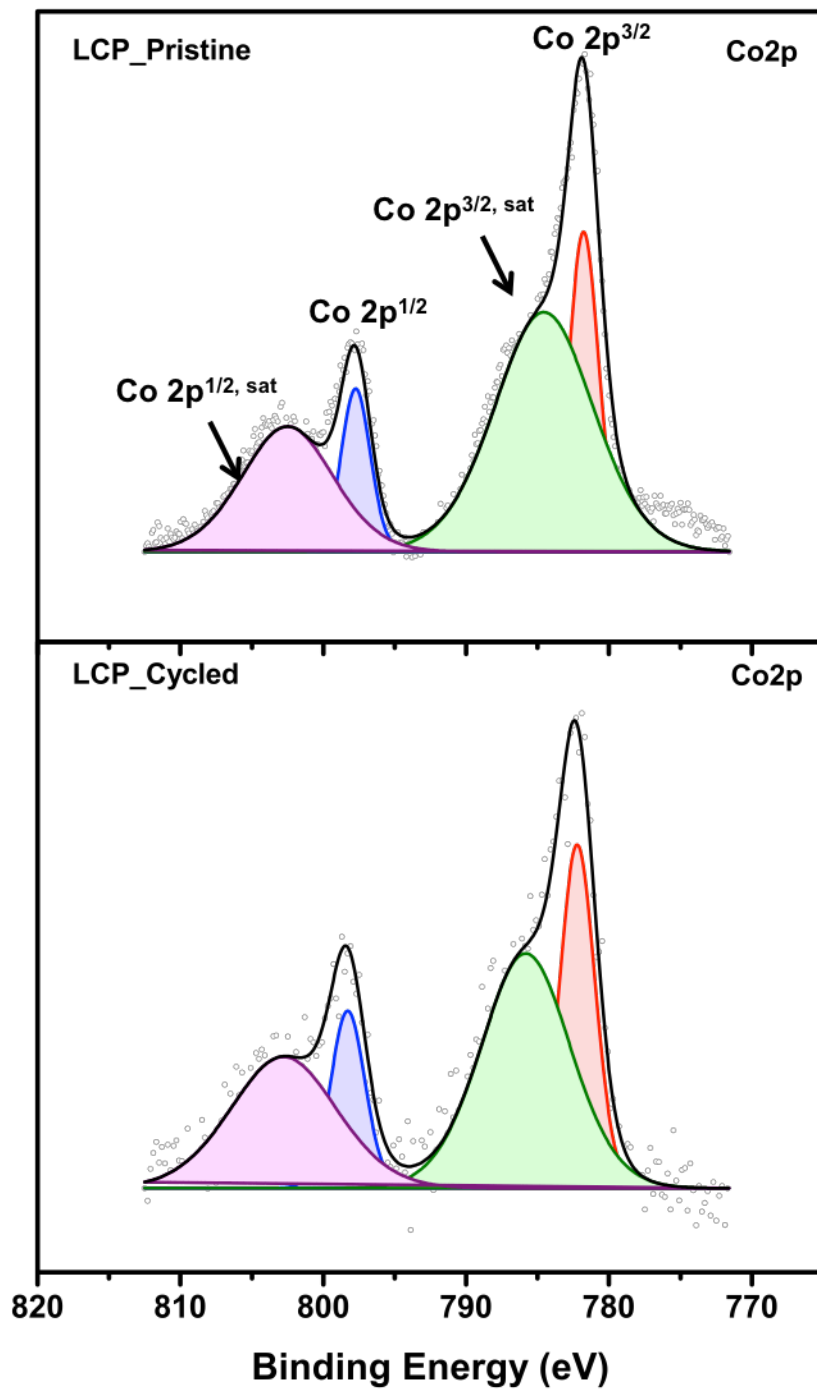 LCP_Pristine
Co 2p3/2
Co2p
Co 2p3/2, sat
Co 2p1/2
Co 2p1/2, sat
LCP_Cycled
Co2p
820 810 800 790 780 770
Binding Energy (eV)